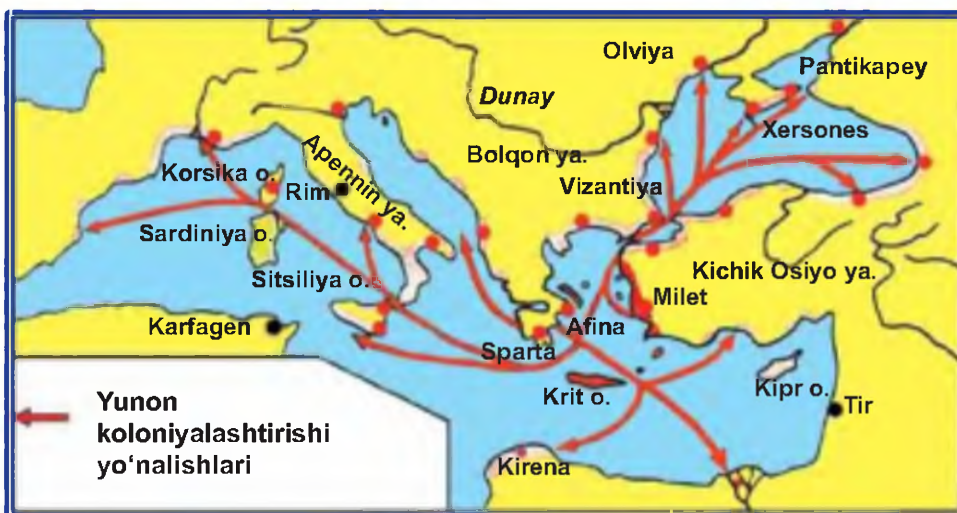 Olviya
Pantikapey
Dunay
Xersones
Bolqon ya.
Korsika o.
Apennin ya.
Rim
Vizantiya
Sardiniya o.
Kichik Osiyo ya.
Sitsiliya o.
Milet
Karfagen
Afina
Sparta
Krit o.
Kipr o.
Tir
Yunon
koloniyalashtirishi
yo‘nalishlari
Kirena